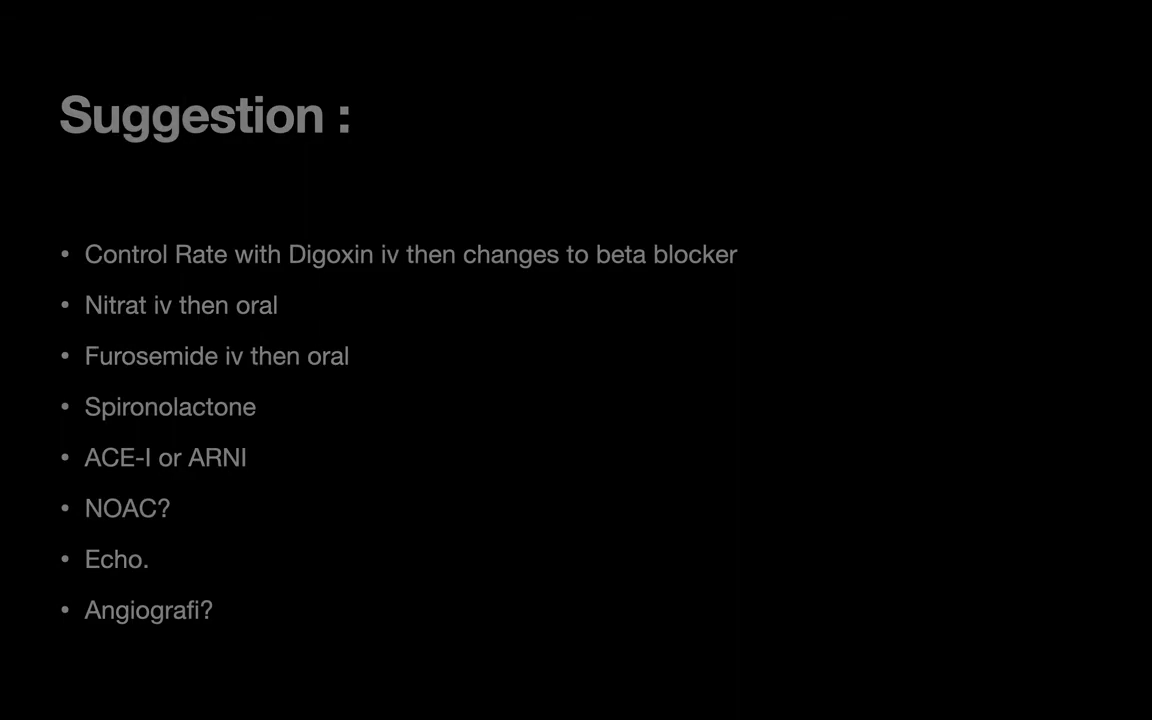 Suggestion :
• Control Rate with Digoxin iv then changes to beta blocker
• Nitrat iv then oral
• Furosemide iv then oral
• Spironolactone
• ACE-I or ARNI
• NOAC?
• Echo.
• Angiografi?